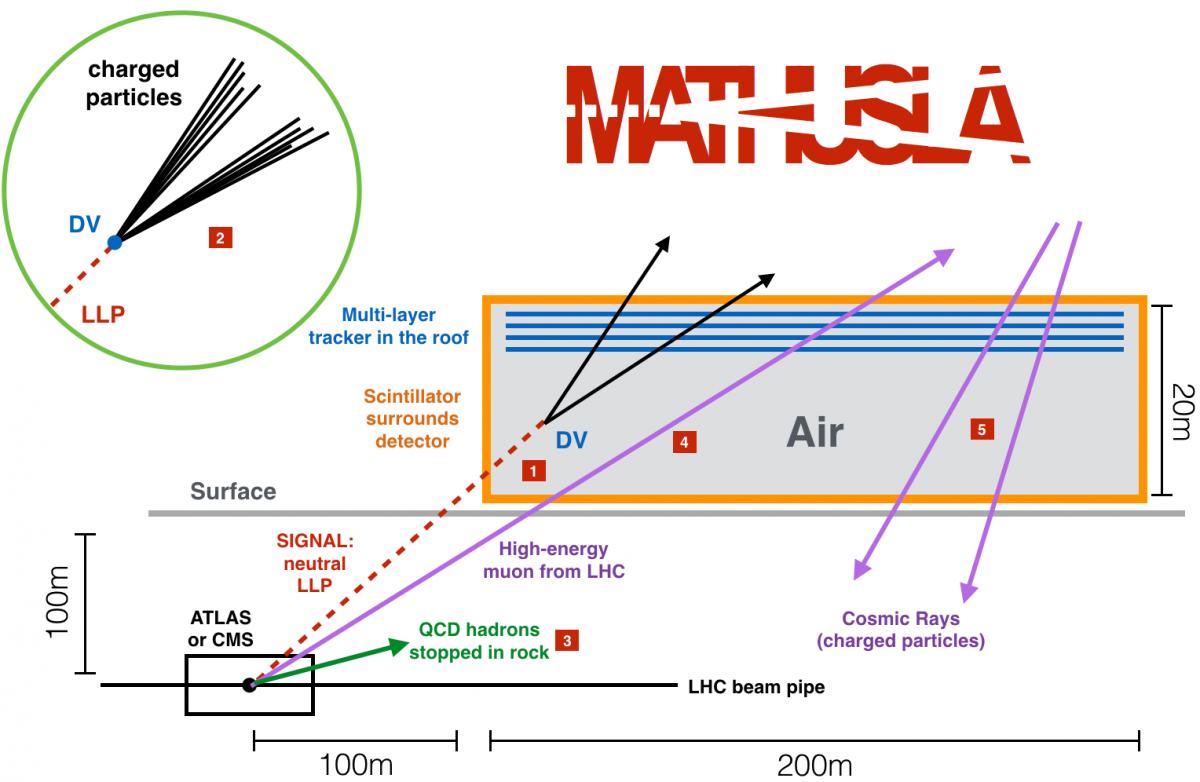 charged
particles
DV
2
LLP
MATHUSLA
Multi-layer
tracker in the roof
Scintillator
surrounds
detector
Air
DV
1
4
5
20m
Surface
SIGNAL:
neutral
LLP
High-energy
muon from LHC
100m
ATLAS
or CMS
QCD hadrons
stopped in rock
3
Cosmic Rays
(charged particles)
LHC beam pipe
100m
200m